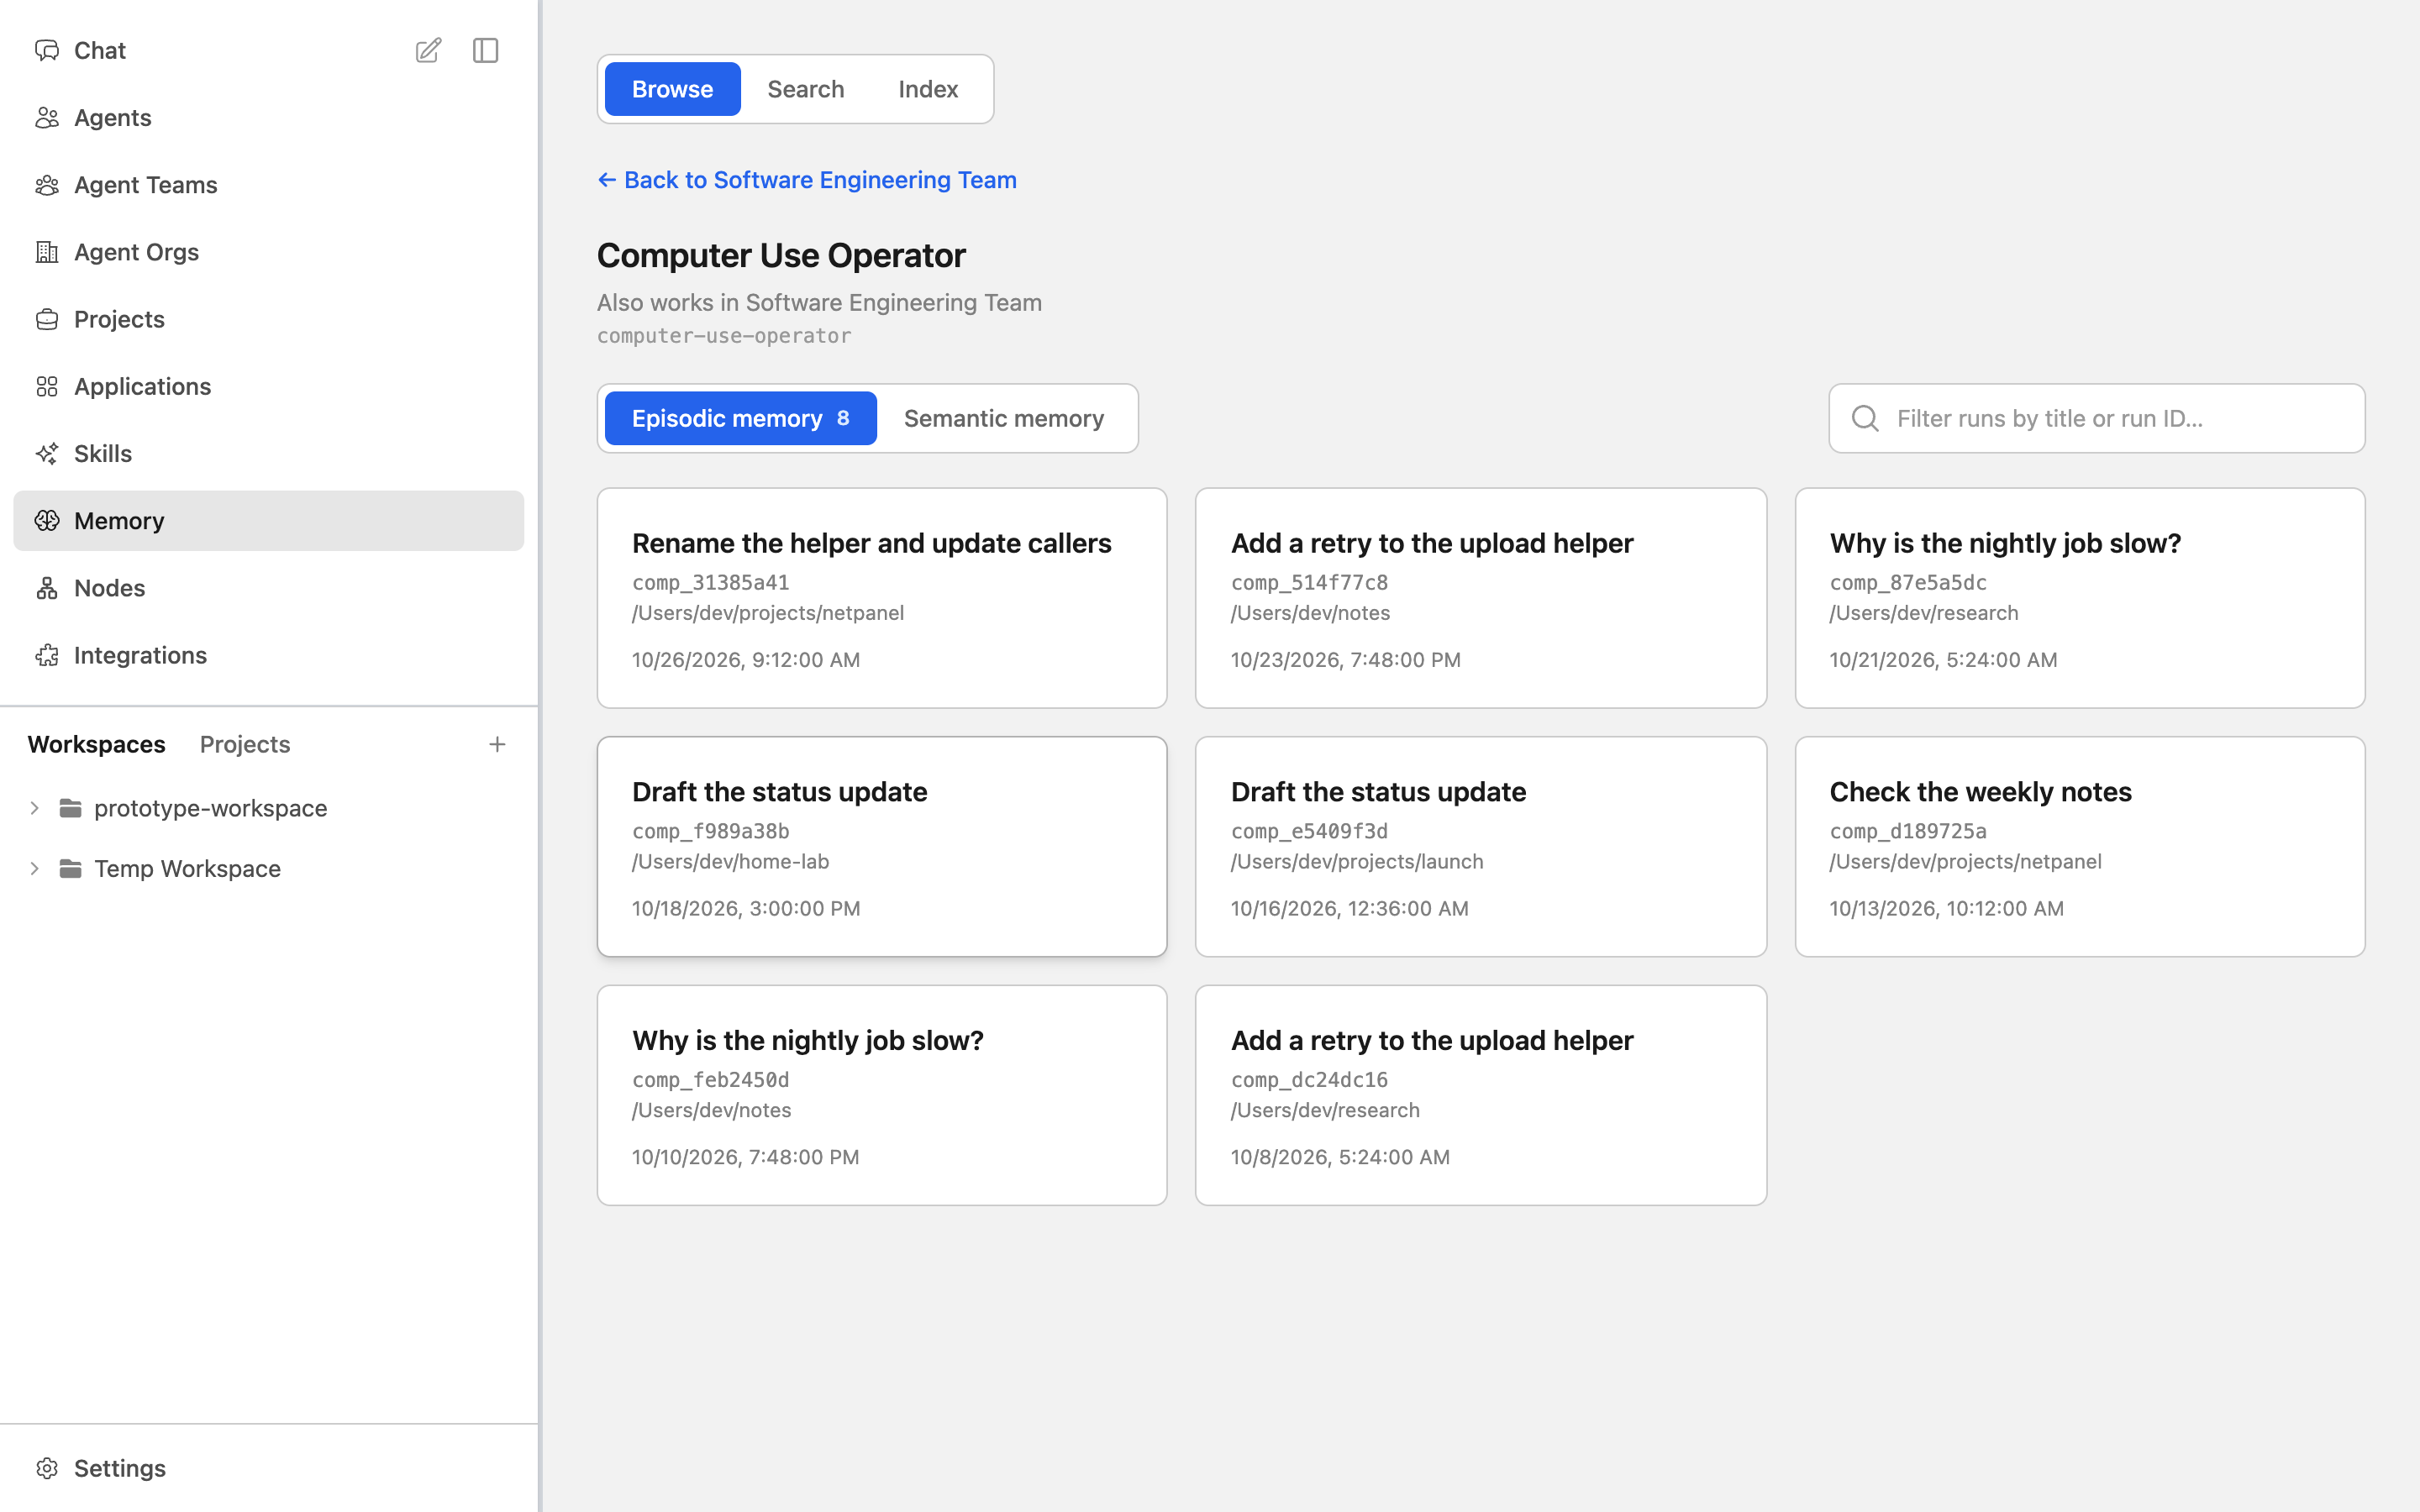 Chat
Agents
Agent Teams
Agent Orgs
Projects
Applications
Skills
Memory
Nodes
Integrations
Workspaces Projects
prototype-workspace
Temp Workspace
Settings
Browse Search Index
← Back to Software Engineering Team
Computer Use Operator
Also works in Software Engineering Team
computer-use-operator
Episodic memory 8 Semantic memory
Filter runs by title or run ID...
Rename the helper and update callers
comp_31385a41
/Users/dev/projects/netpanel
10/26/2026, 9:12:00 AM
Add a retry to the upload helper
comp_514f77c8
/Users/dev/notes
10/23/2026, 7:48:00 PM
Why is the nightly job slow?
comp_87e5a5dc
/Users/dev/research
10/21/2026, 5:24:00 AM
Draft the status update
comp_f989a38b
/Users/dev/home-lab
10/18/2026, 3:00:00 PM
Draft the status update
comp_e5409f3d
/Users/dev/projects/launch
10/16/2026, 12:36:00 AM
Check the weekly notes
comp_d189725a
/Users/dev/projects/netpanel
10/13/2026, 10:12:00 AM
Why is the nightly job slow?
comp_feb2450d
/Users/dev/notes
10/10/2026, 7:48:00 PM
Add a retry to the upload helper
comp_dc24dc16
/Users/dev/research
10/8/2026, 5:24:00 AM